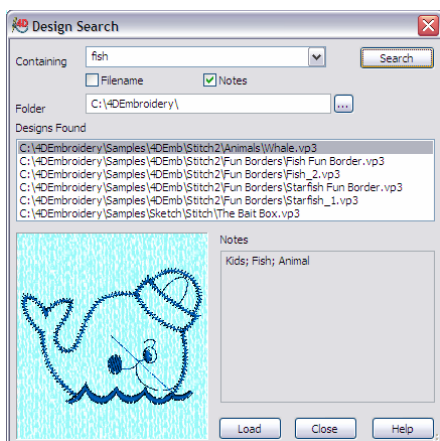 4D Design Search
Containing fish Search
Filename Notes
Folder C:\4DEmbroidery\ ...
Designs Found
C:\4DEmbroidery\Samples\4DEmb\Stitch2\Animals\Whale.vp3
C:\4DEmbroidery\Samples\4DEmb\Stitch2\Fun Borders\Fish Fun Border.vp3
C:\4DEmbroidery\Samples\4DEmb\Stitch2\Fun Borders\Fish_2.vp3
C:\4DEmbroidery\Samples\4DEmb\Stitch2\Fun Borders\Starfish Fun Border.vp3
C:\4DEmbroidery\Samples\4DEmb\Stitch2\Fun Borders\Starfish_1.vp3
C:\4DEmbroidery\Samples\Sketch\Stitch\The Bait Box.vp3
Notes
Kids; Fish; Animal
Load Close Help